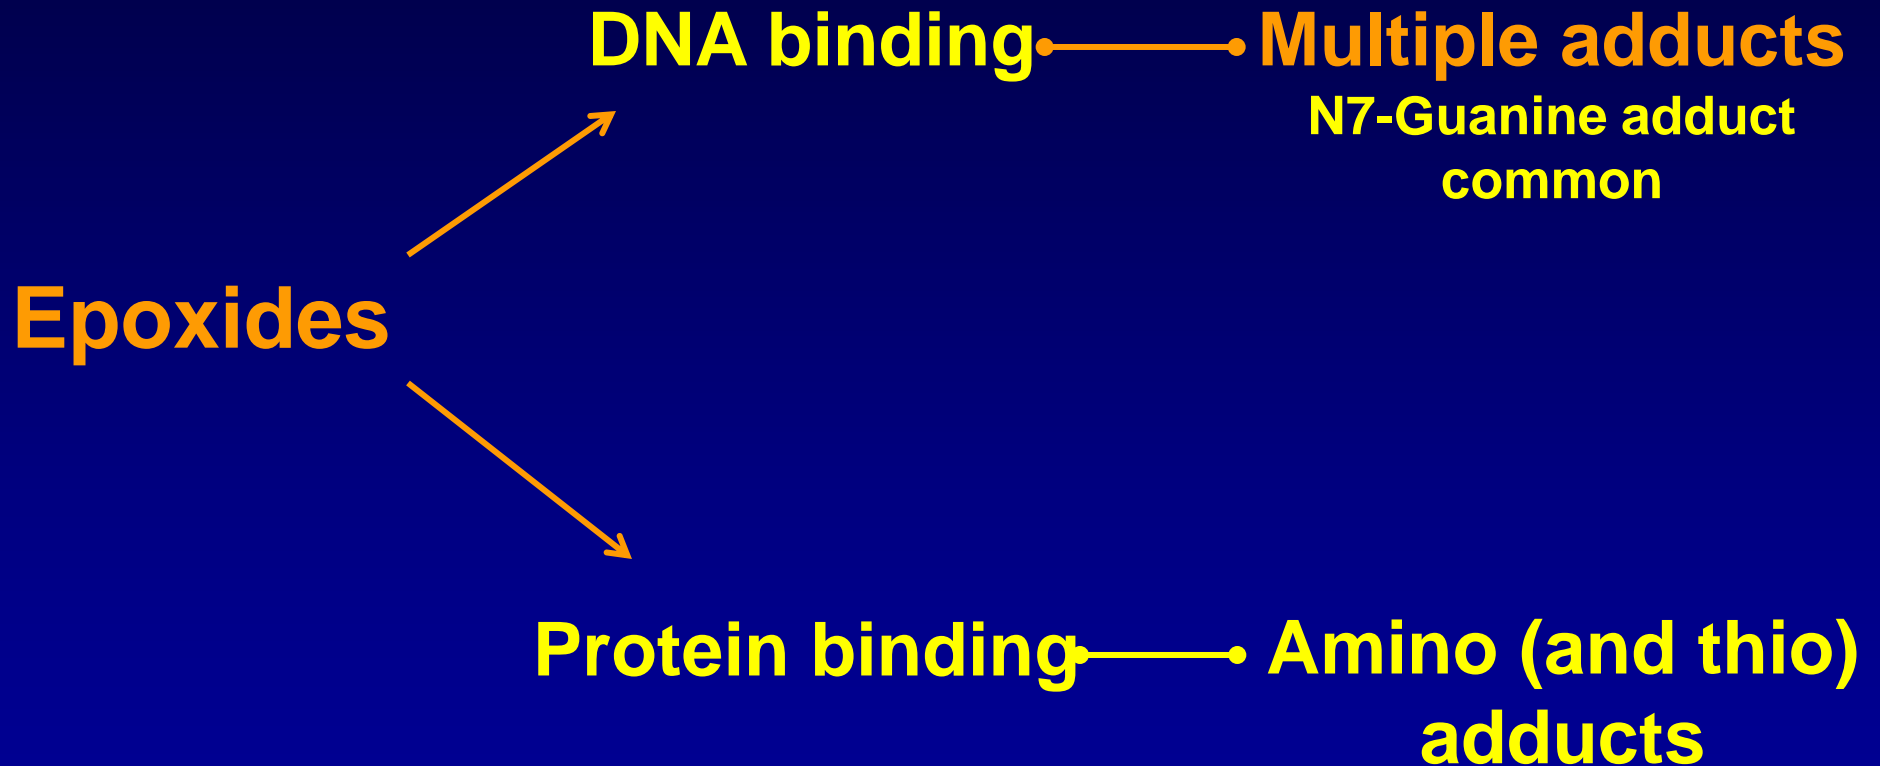 DNA binding
Multiple adducts
N7-Guanine adduct
common
Epoxides
Protein binding
Amino (and thio)
adducts